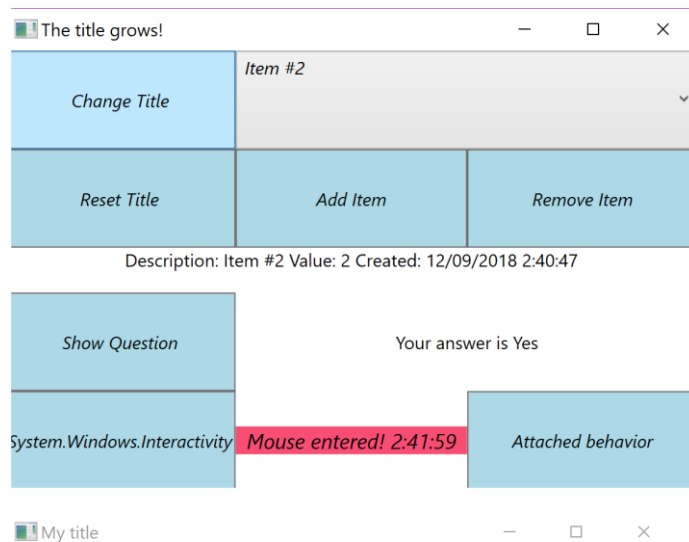 The title grows!
Change Title
Item #2
Reset Title
Add Item
Remove Item
Description: Item #2 Value: 2 Created: 12/09/2018 2:40:47
Show Question
Your answer is Yes
System.Windows.Interactivity
Mouse entered! 2:41:59
Attached behavior
My title